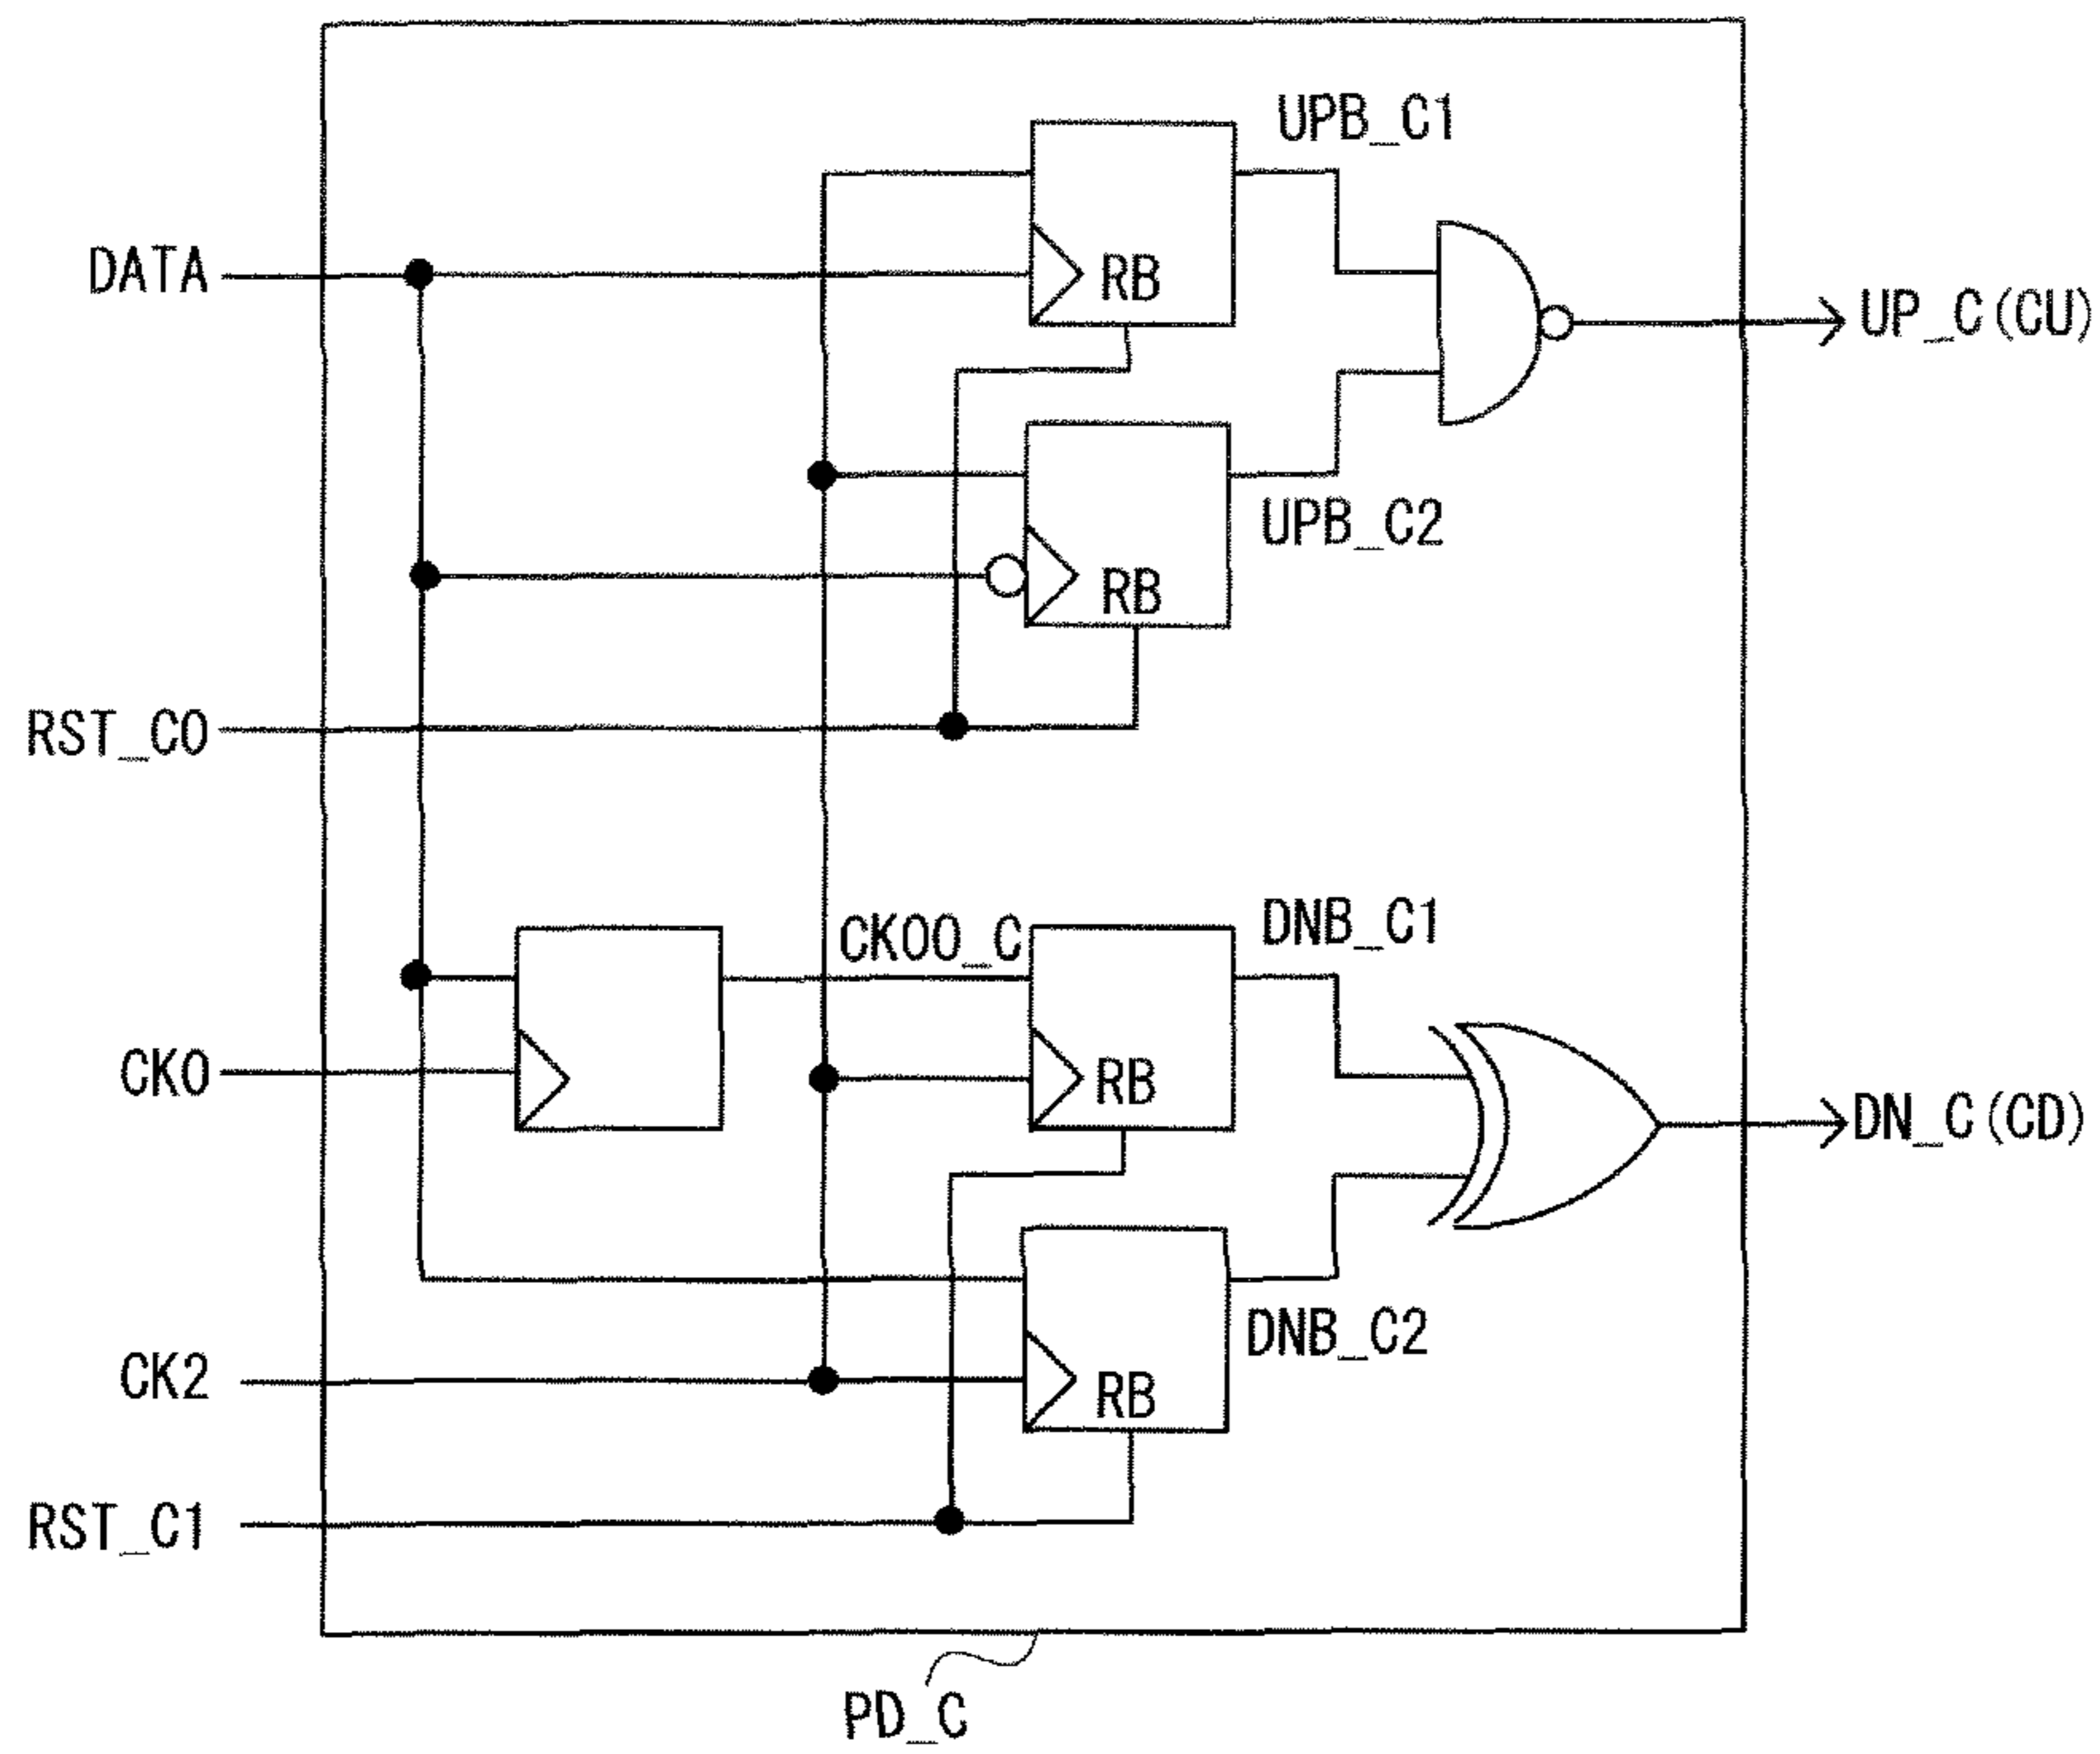 UPB_C1
DATA
RB
UP_C(CU)
UPB_C2
RB
RST_C0
CK00_C
DNB_C1
CK0
RB
DN_C(CD)
DNB_C2
CK2
RB
RST_C1
PD_C